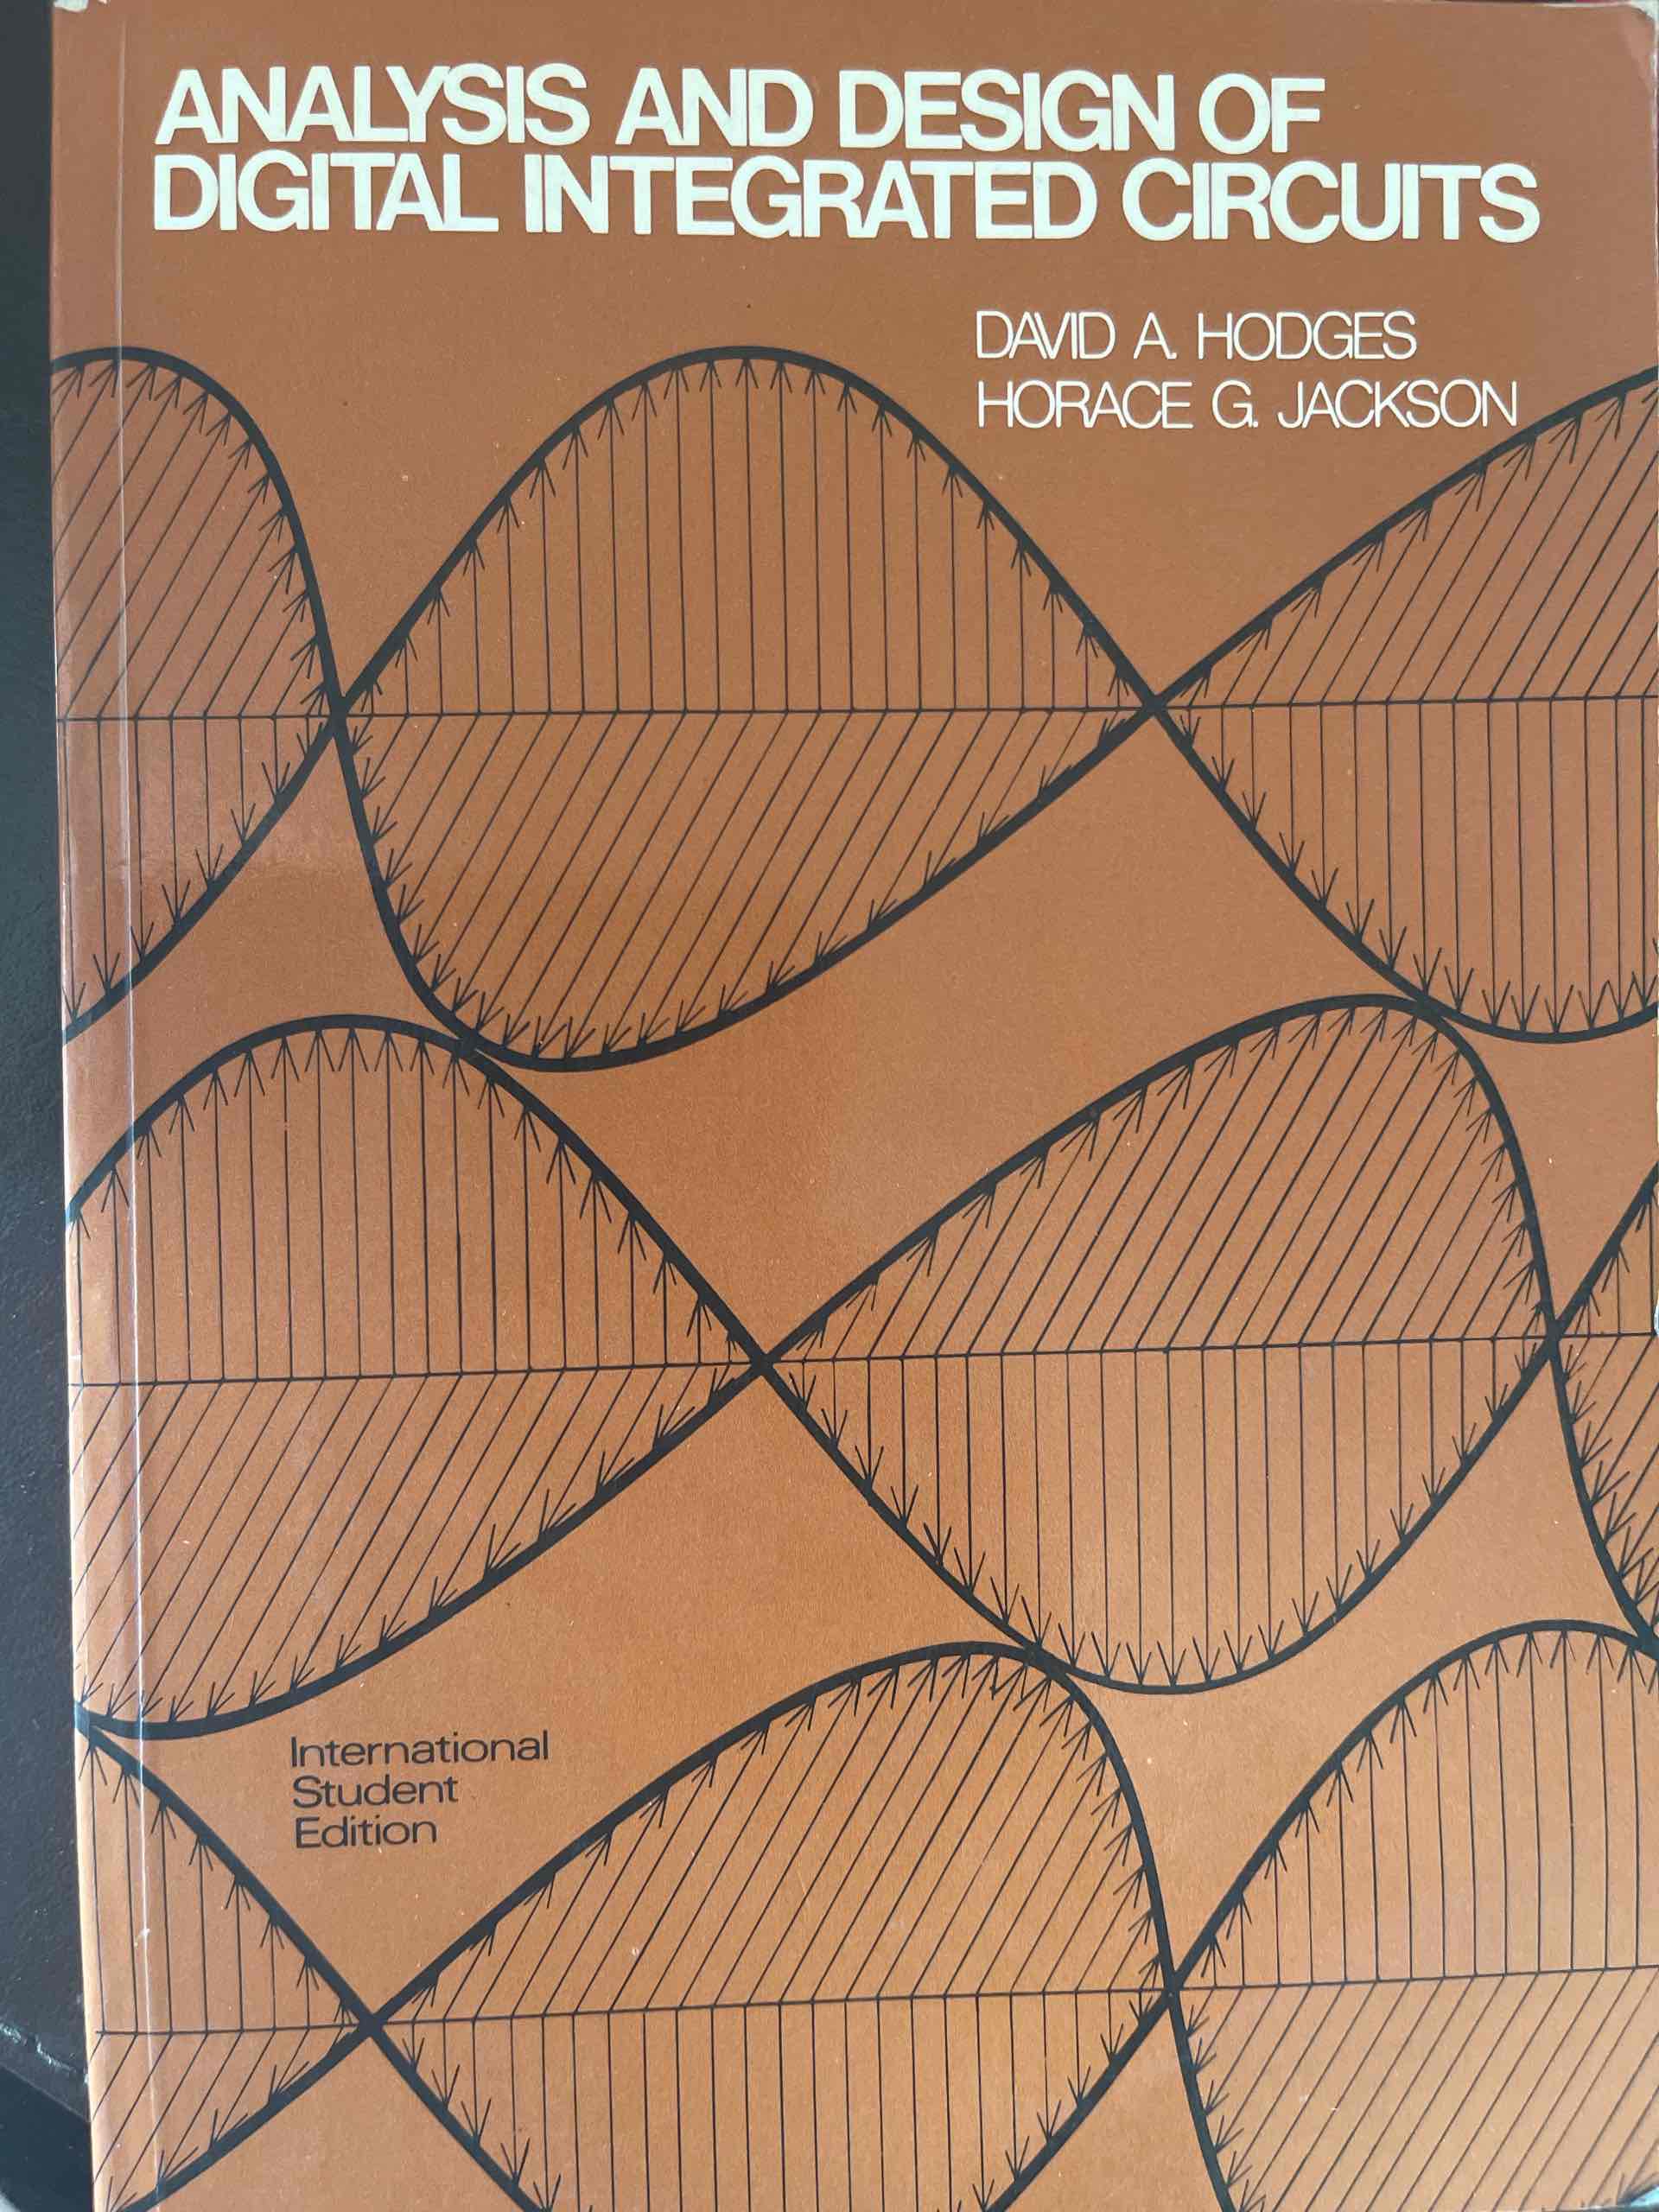 ANALYSIS AND DESIGN OF
DIGITAL INTEGRATED CIRCUITS
DAVID A. HODGES
HORACE G. JACKSON
International
Student
Edition